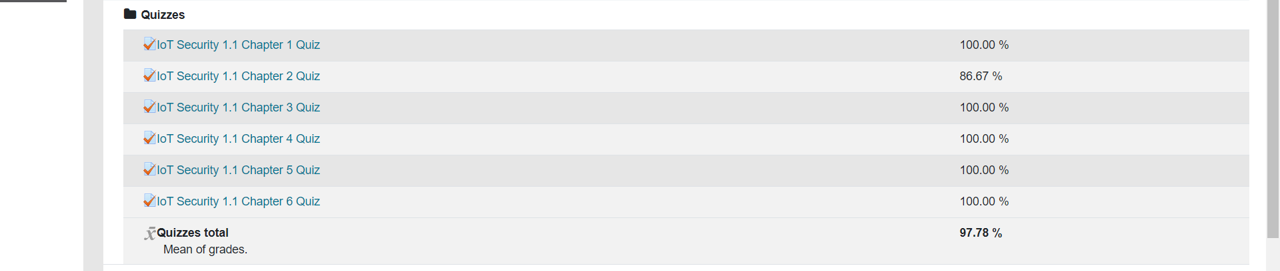 Quizzes
IoT Security 1.1 Chapter 1 Quiz 100.00 %
IoT Security 1.1 Chapter 2 Quiz 86.67 %
IoT Security 1.1 Chapter 3 Quiz 100.00 %
IoT Security 1.1 Chapter 4 Quiz 100.00 %
IoT Security 1.1 Chapter 5 Quiz 100.00 %
IoT Security 1.1 Chapter 6 Quiz 100.00 %
Quizzes total 97.78 %
Mean of grades.